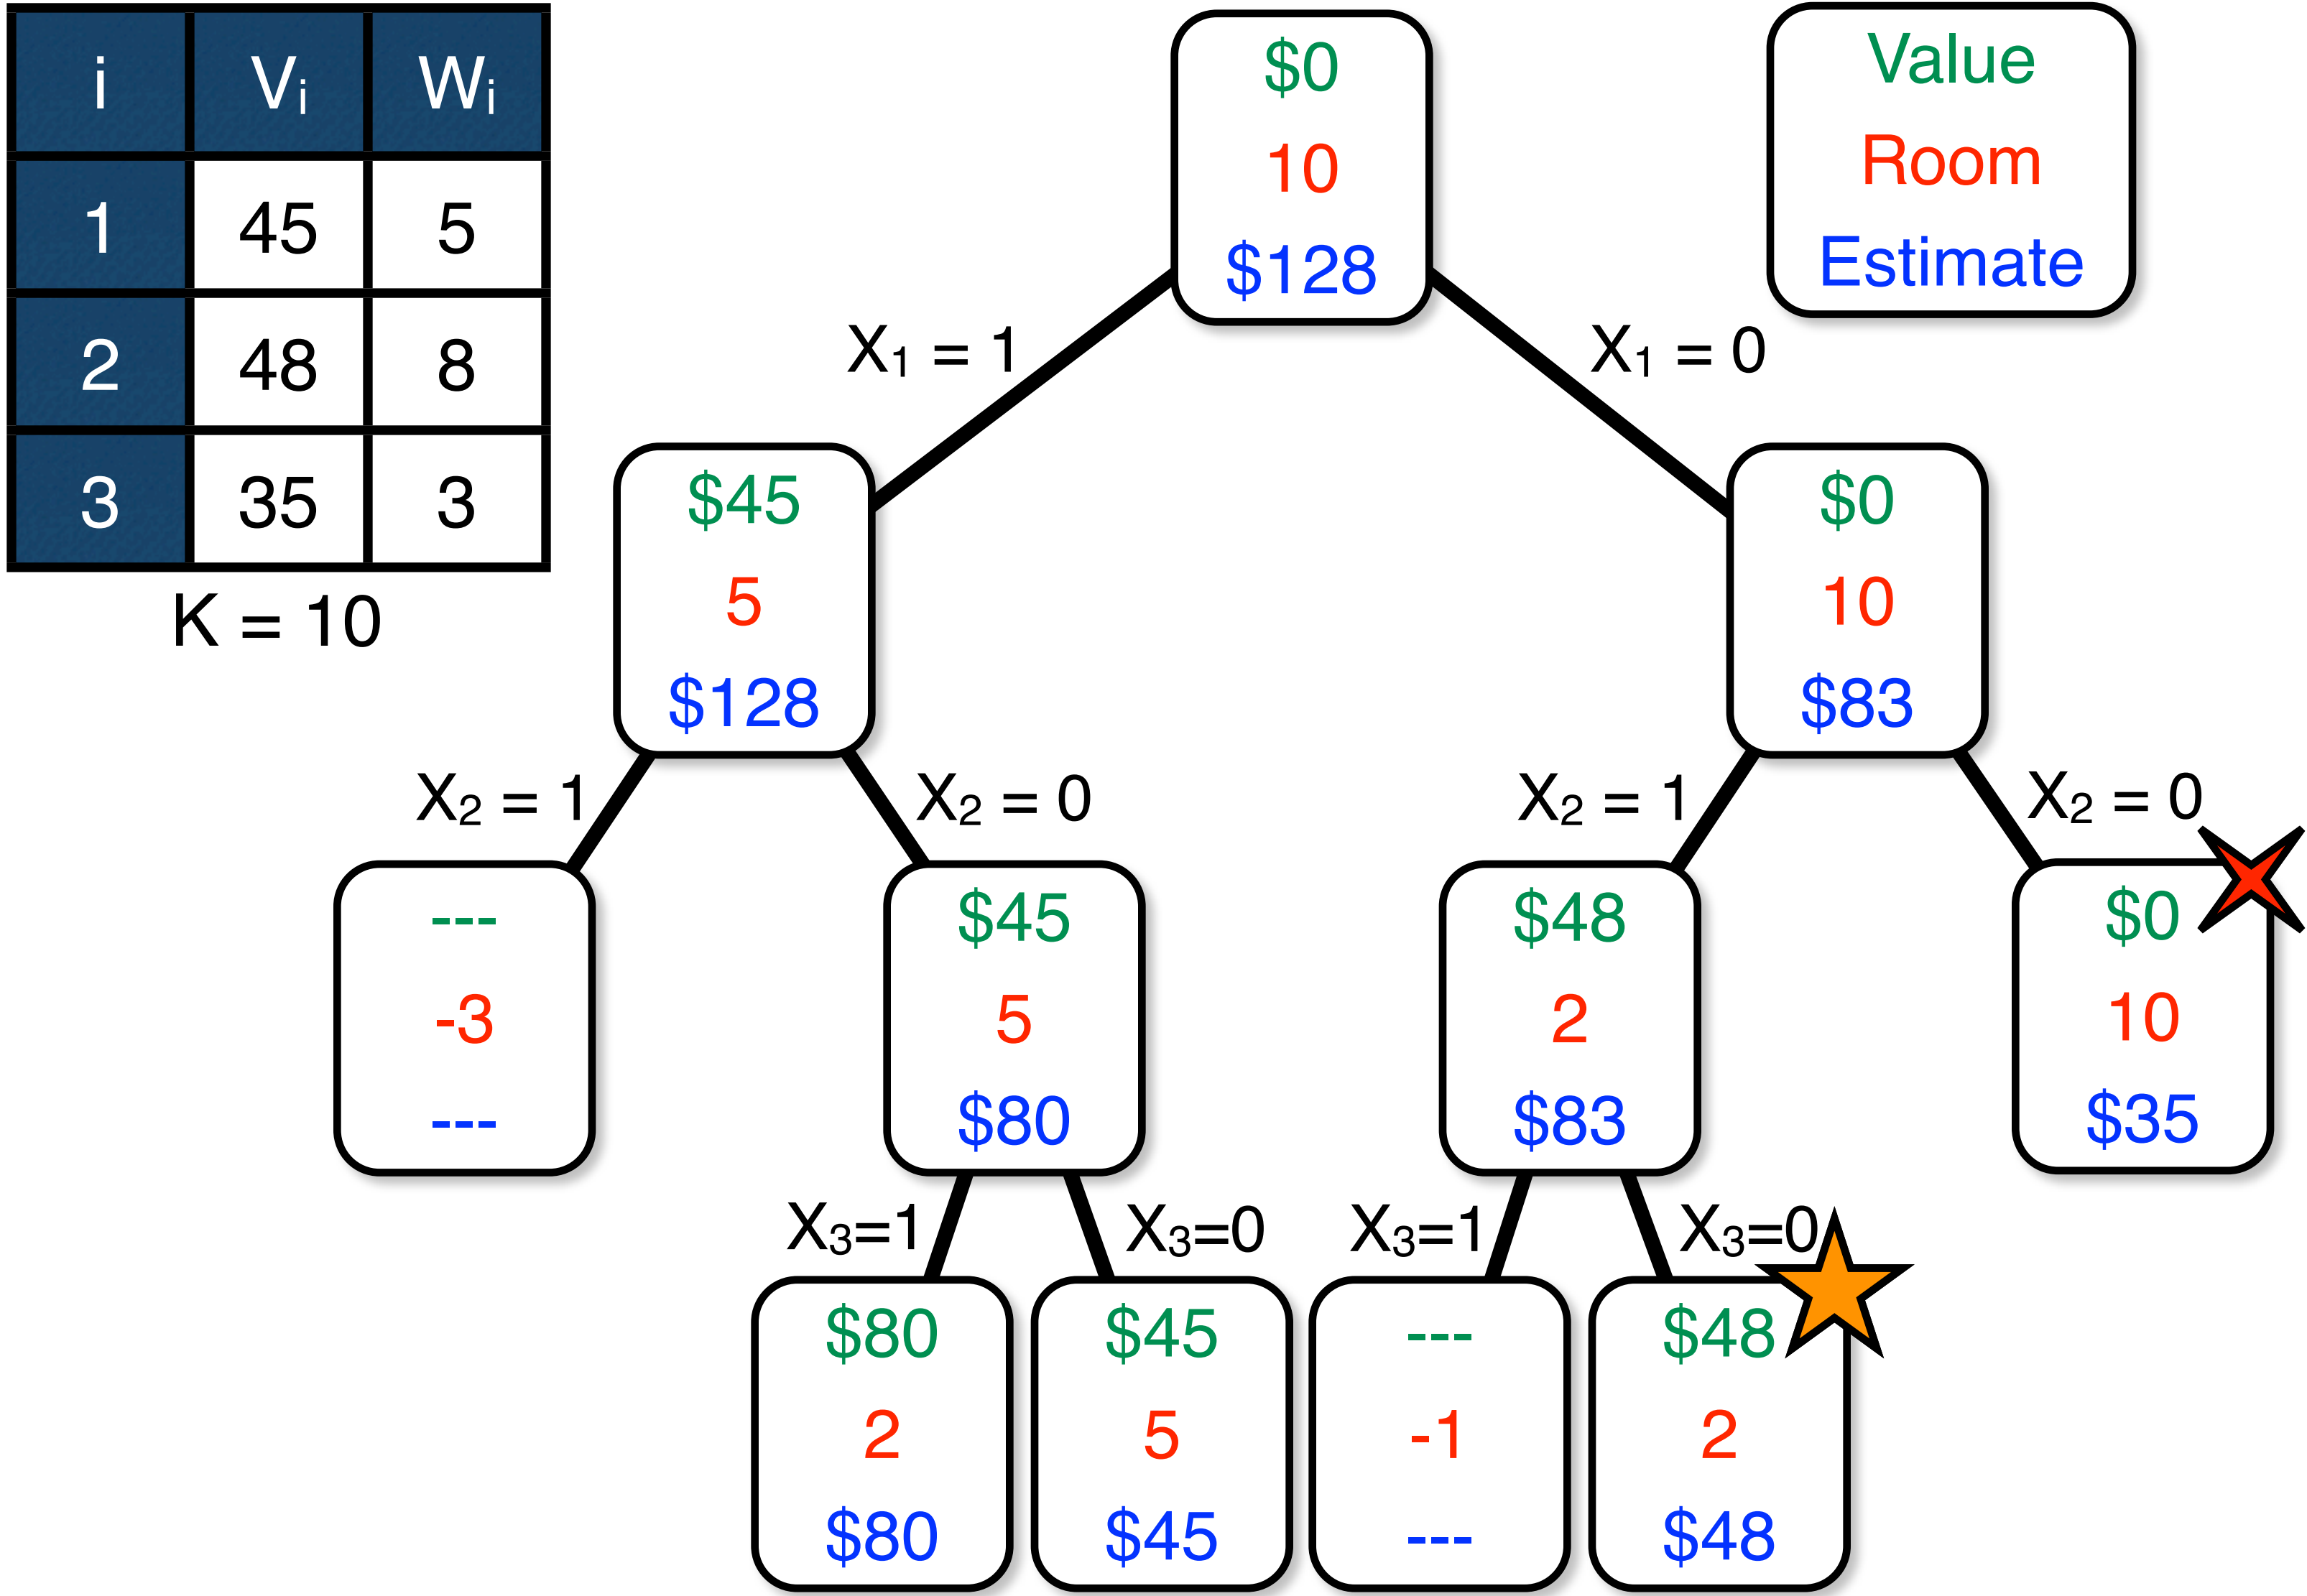 i Vᵢ Wᵢ
1 45 5
2 48 8
3 35 3
K = 10
$0
10
$128
Value
Room
Estimate
X₁ = 1
X₁ = 0
$45
5
$128
$0
10
$83
X₂ = 1
X₂ = 0
X₂ = 1
X₂ = 0
---
-3
---
$45
5
$80
$48
2
$83
$0
10
$35
X₃=1
X₃=0
X₃=1
X₃=0
$80
2
$80
$45
5
$45
---
-1
---
$48
2
$48